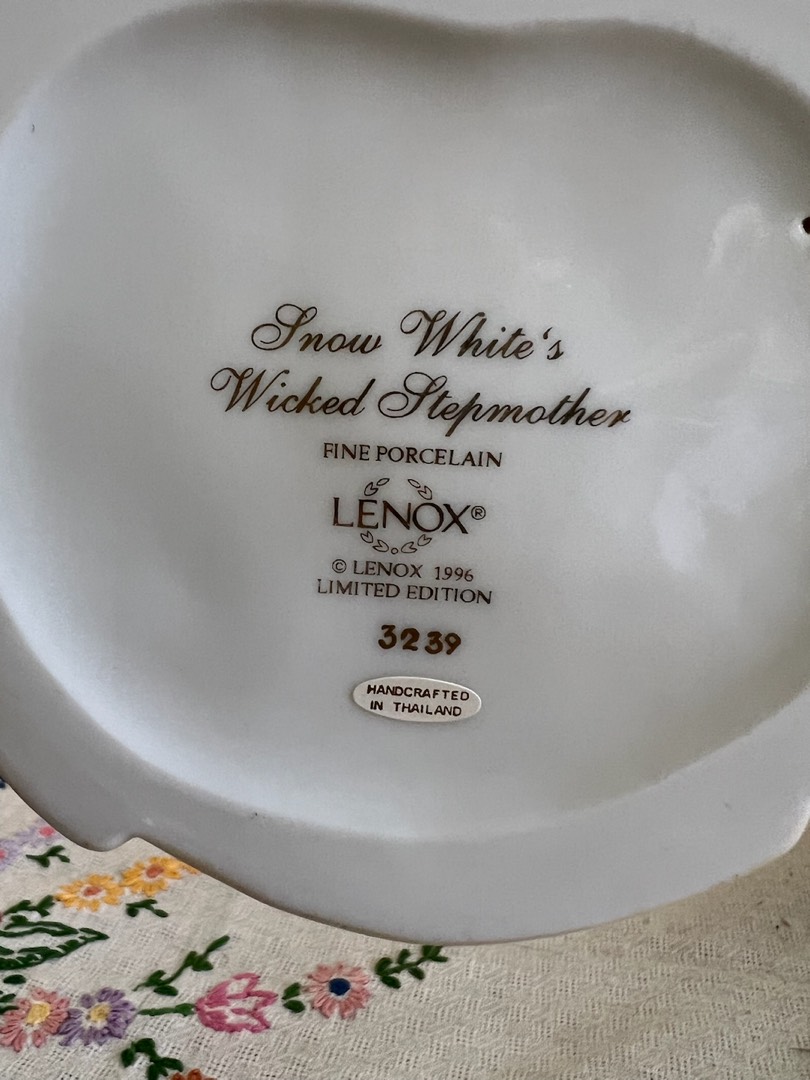 Snow White's
Wicked Stepmother
FINE PORCELAIN
LENOX®
© LENOX 1996
LIMITED EDITION
3239
HANDCRAFTED
IN THAILAND